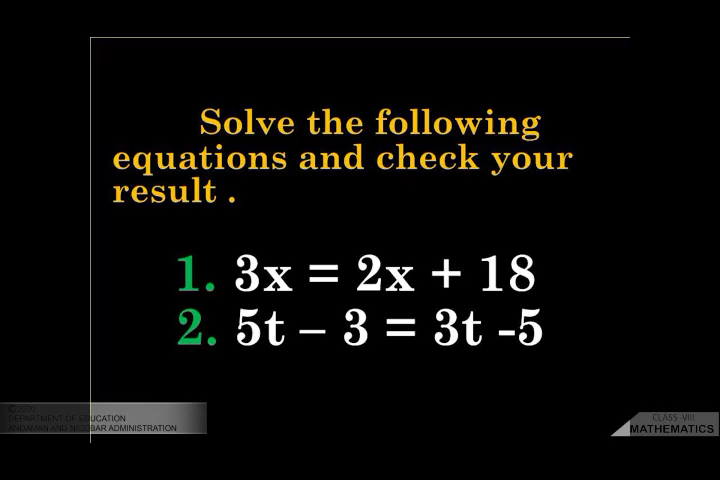 Solve the following
equations and check your
result .
1. 3x = 2x + 18
2. 5t – 3 = 3t -5
©2020
DEPARTMENT OF EDUCATION
ANDAMAN AND NICOBAR ADMINISTRATION
CLASS -VIII
MATHEMATICS